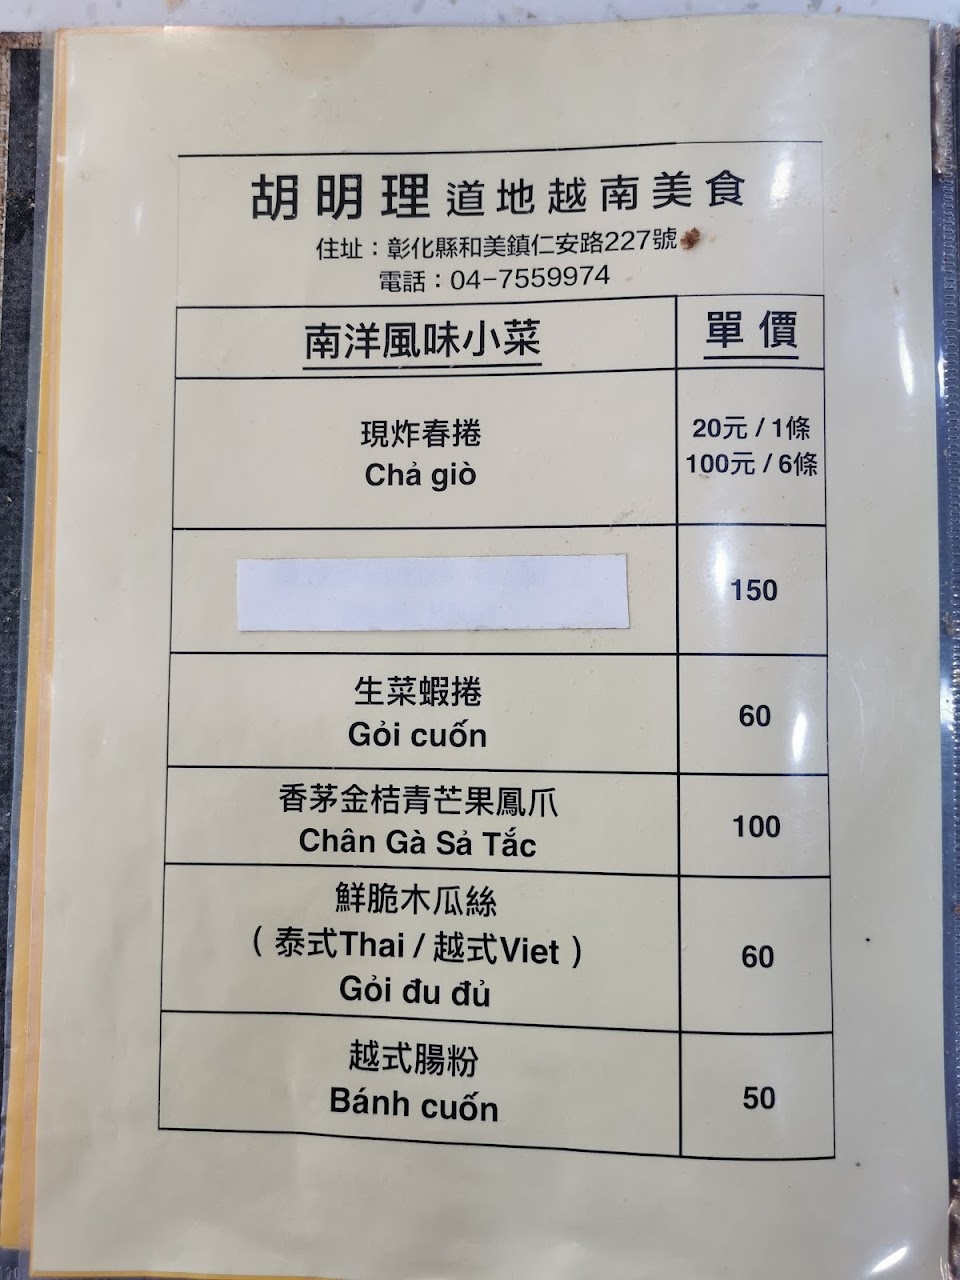 胡明理道地越南美食
住址：彰化縣和美鎮仁安路227號
電話：04-7559974
南洋風味小菜 單價
現炸春捲
Chả giò
20元 / 1條
100元 / 6條
150
生菜蝦捲
Gỏi cuốn
60
香茅金桔青芒果鳳爪
Chân Gà Sả Tắc
100
鮮脆木瓜絲
（泰式Thai / 越式Viet）
Gỏi đu đủ
60
越式腸粉
Bánh cuốn
50